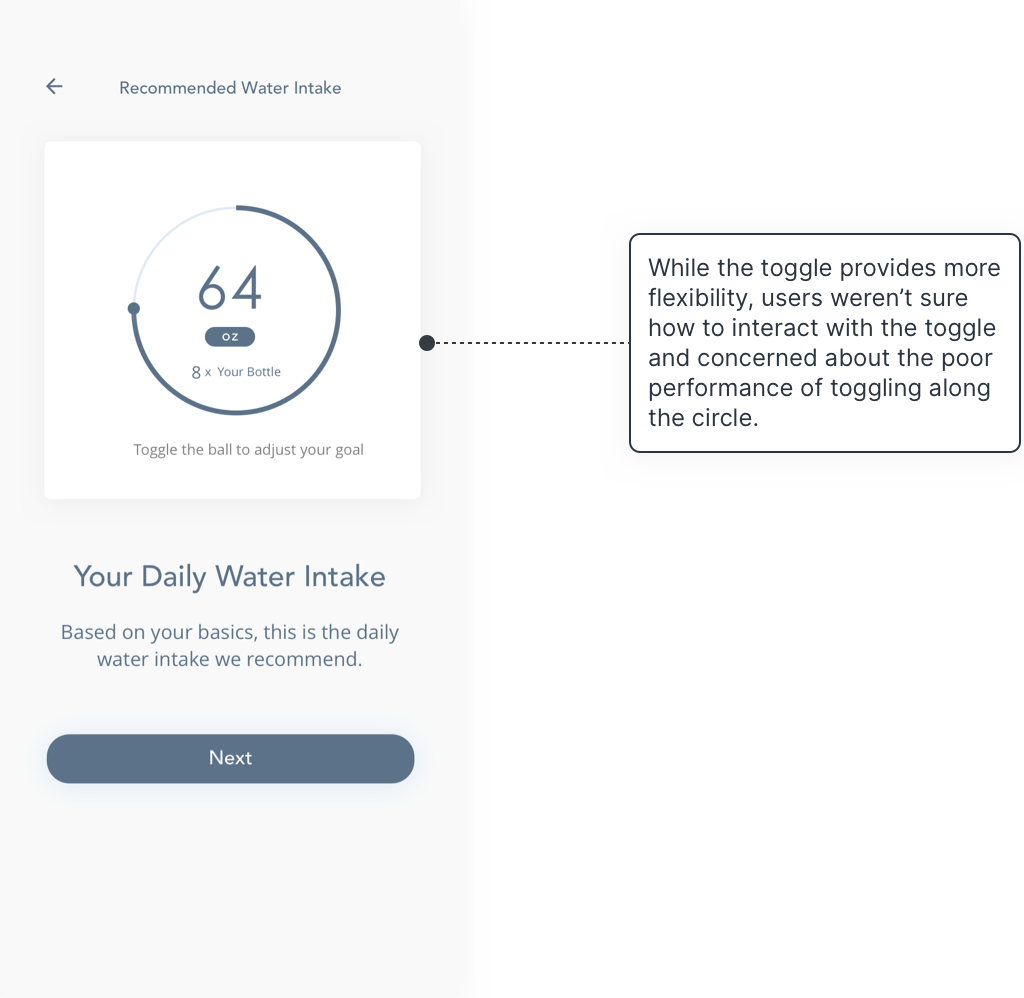 Recommended Water Intake
64
oz
8 x Your Bottle
Toggle the ball to adjust your goal
Your Daily Water Intake
Based on your basics, this is the daily
water intake we recommend.
Next
While the toggle provides more
flexibility, users weren’t sure
how to interact with the toggle
and concerned about the poor
performance of toggling along
the circle.